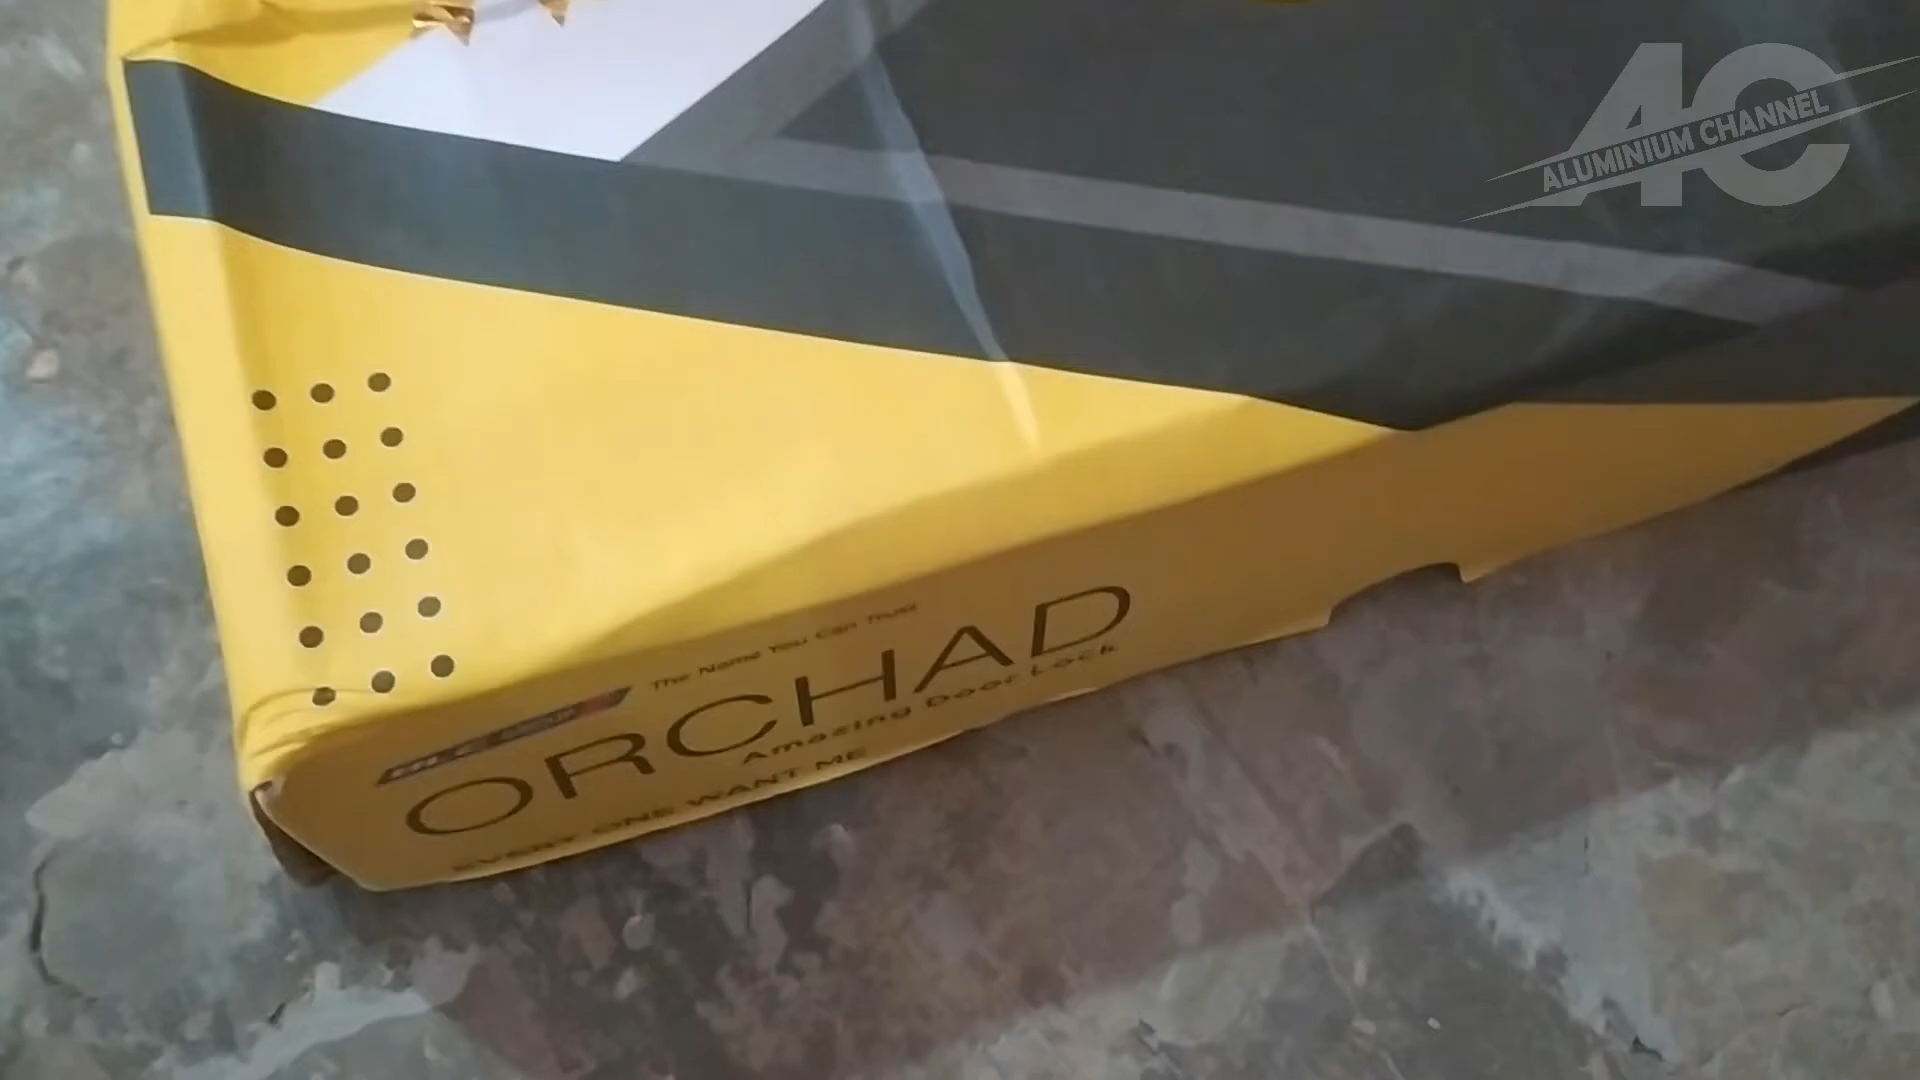 AC
ALUMINIUM CHANNEL
The Name You Can Trust
ORCHAD
Amazing Door Lock
EVERY ONE WANT ME